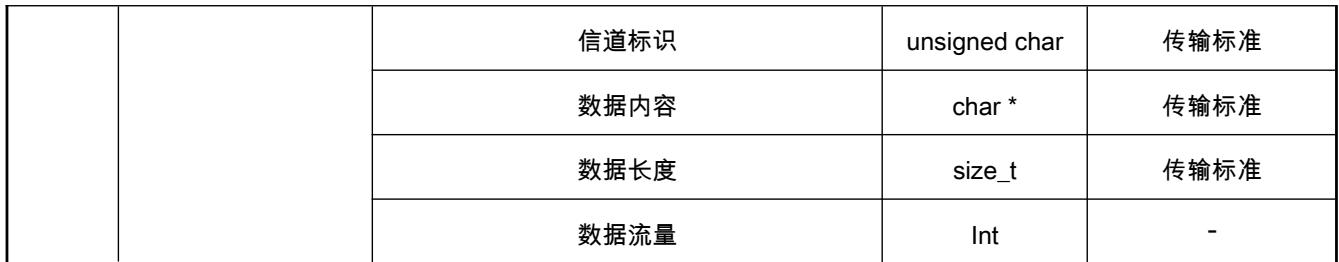 信道标识 unsigned char 传输标准
数据内容 char * 传输标准
数据长度 size_t 传输标准
数据流量 Int -